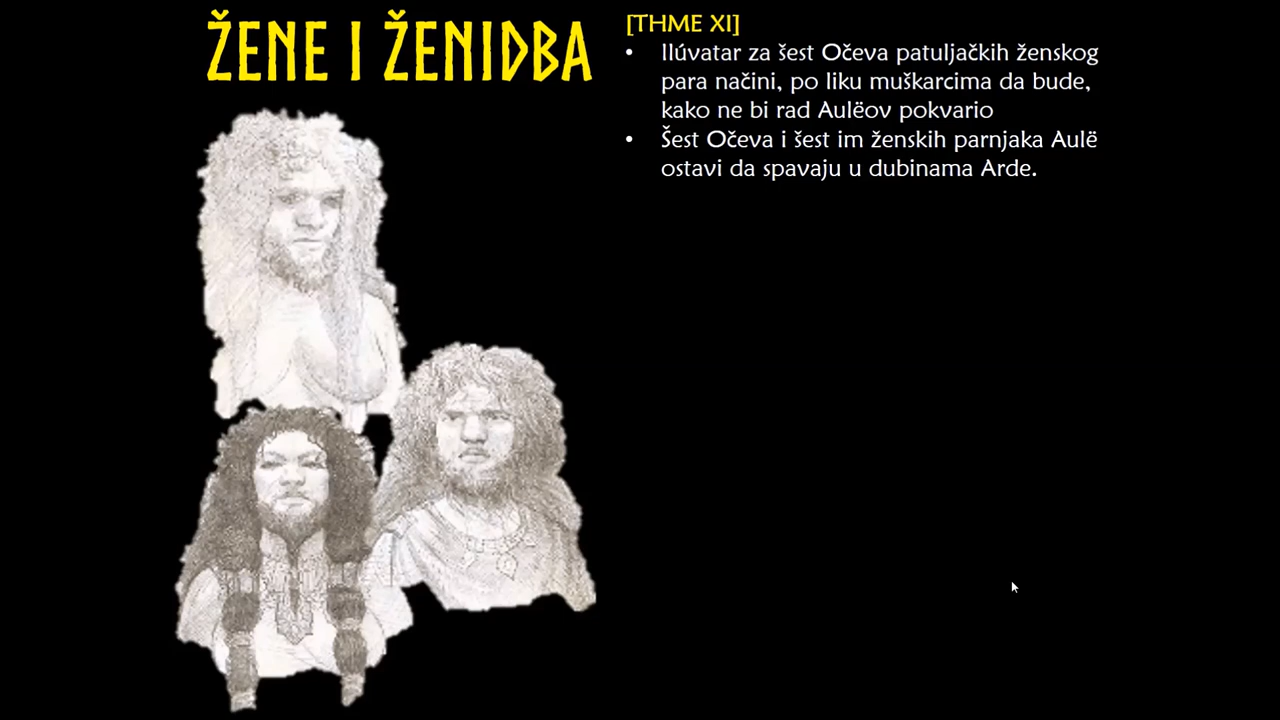 ŽENE I ŽENIDBA
[THME XI]
• Ilúvatar za šest Očeva patuljačkih ženskog
para načini, po liku muškarcima da bude,
kako ne bi rad Aulëov pokvario
• Šest Očeva i šest im ženskih parnjaka Aulë
ostavi da spavaju u dubinama Arde.